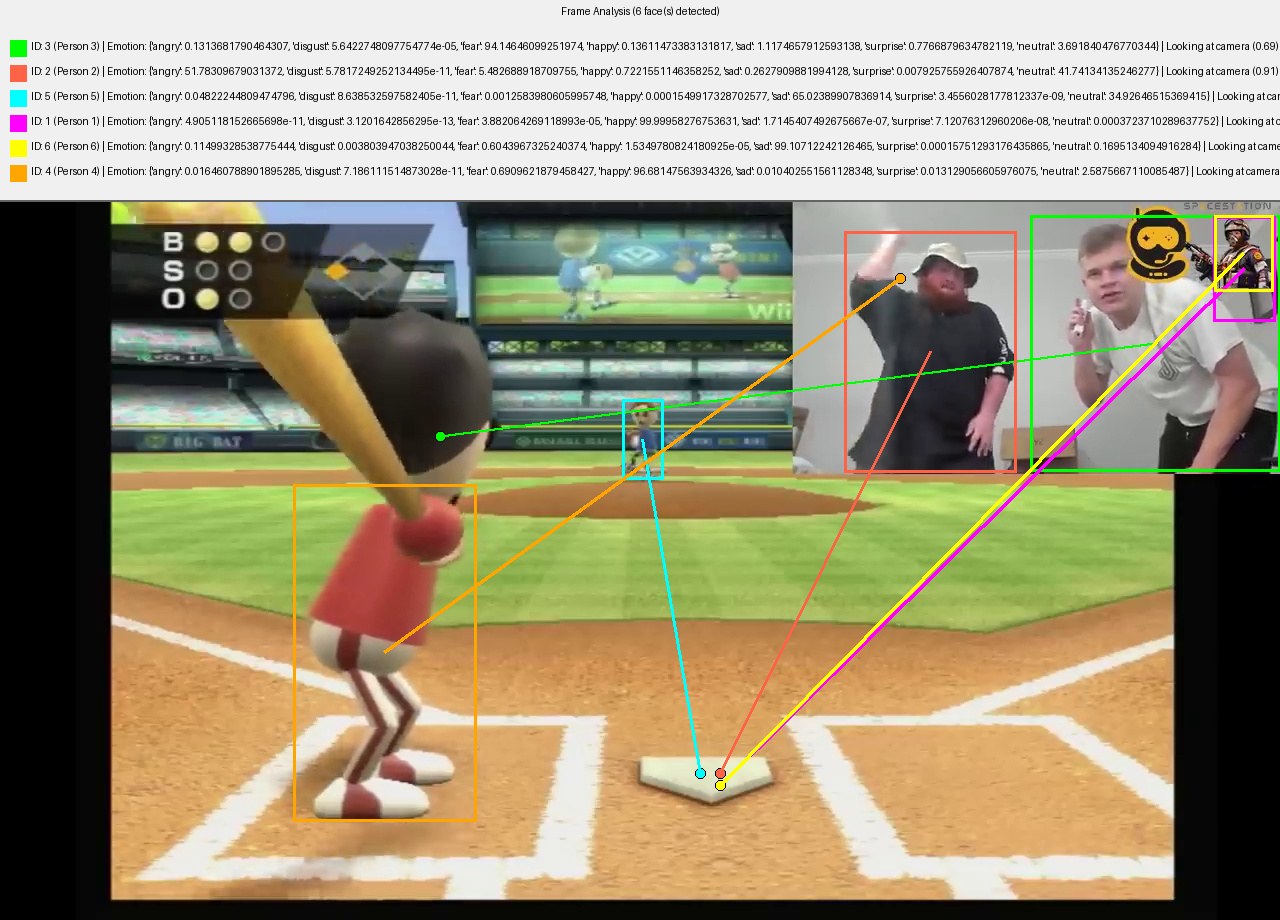 Frame Analysis (6 face(s) detected)
ID: 3 (Person 3) | Emotion: {'angry': 0.1313681790464307, 'disgust': 5.642274809775477​4e-05, 'fear': 94.14646099251974, 'happy': 0.13611473383131817, 'sad': 1.1174657912593138, 'surprise': 0.7766879634782119, 'neutral': 3.691840476770344} | Looking at camera (0.69)
ID: 2 (Person 2) | Emotion: {'angry': 51.78309679031372, 'disgust': 5.7817249252134495e-11, 'fear': 5.482688918709755, 'happy': 0.7221551146358252, 'sad': 0.2627909881994128, 'surprise': 0.007925755926407874, 'neutral': 41.74134135246277} | Looking at camera (0.91)
ID: 5 (Person 5) | Emotion: {'angry': 0.04822244809474796, 'disgust': 8.638532597582405e-11, 'fear': 0.0012583980605995748, 'happy': 0.0001549917328702577, 'sad': 65.02389907836914, 'surprise': 3.4556028177812337e-09, 'neutral': 34.92646515369415} | Looking at car
ID: 1 (Person 1) | Emotion: {'angry': 4.905118152665698e-11, 'disgust': 3.1201642856295e-13, 'fear': 3.882064269118993e-05, 'happy': 99.99958276753631, 'sad': 1.7145407492675667e-07, 'surprise': 7.12076312960206e-08, 'neutral': 0.0003723710289637752} | Looking at c
ID: 6 (Person 6) | Emotion: {'angry': 0.11499328538775444, 'disgust': 0.003803947038250044, 'fear': 0.6043967325240374, 'happy': 1.5349780824180925e-05, 'sad': 99.10712242126465, 'surprise': 0.00015751293176435865, 'neutral': 0.1695134094916284} | Looking at came
ID: 4 (Person 4) | Emotion: {'angry': 0.016460788901895285, 'disgust': 7.186111514873028e-11, 'fear': 0.6909621879458427, 'happy': 96.68147563934326, 'sad': 0.010402551561128348, 'surprise': 0.013129056605976075, 'neutral': 2.5875667110085487} | Looking at camera
B
S
O
Wii
BIG BAT